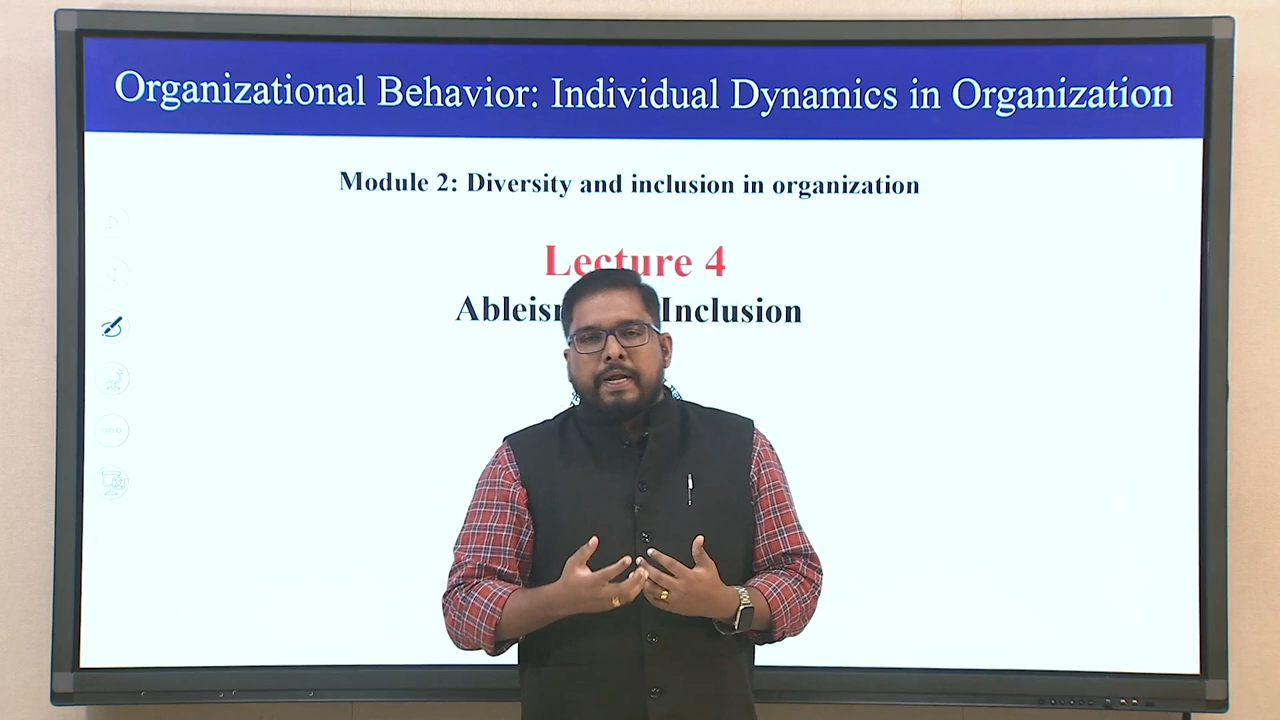 Organizational Behavior: Individual Dynamics in Organization
Module 2: Diversity and inclusion in organization
Lecture 4
Inclusion